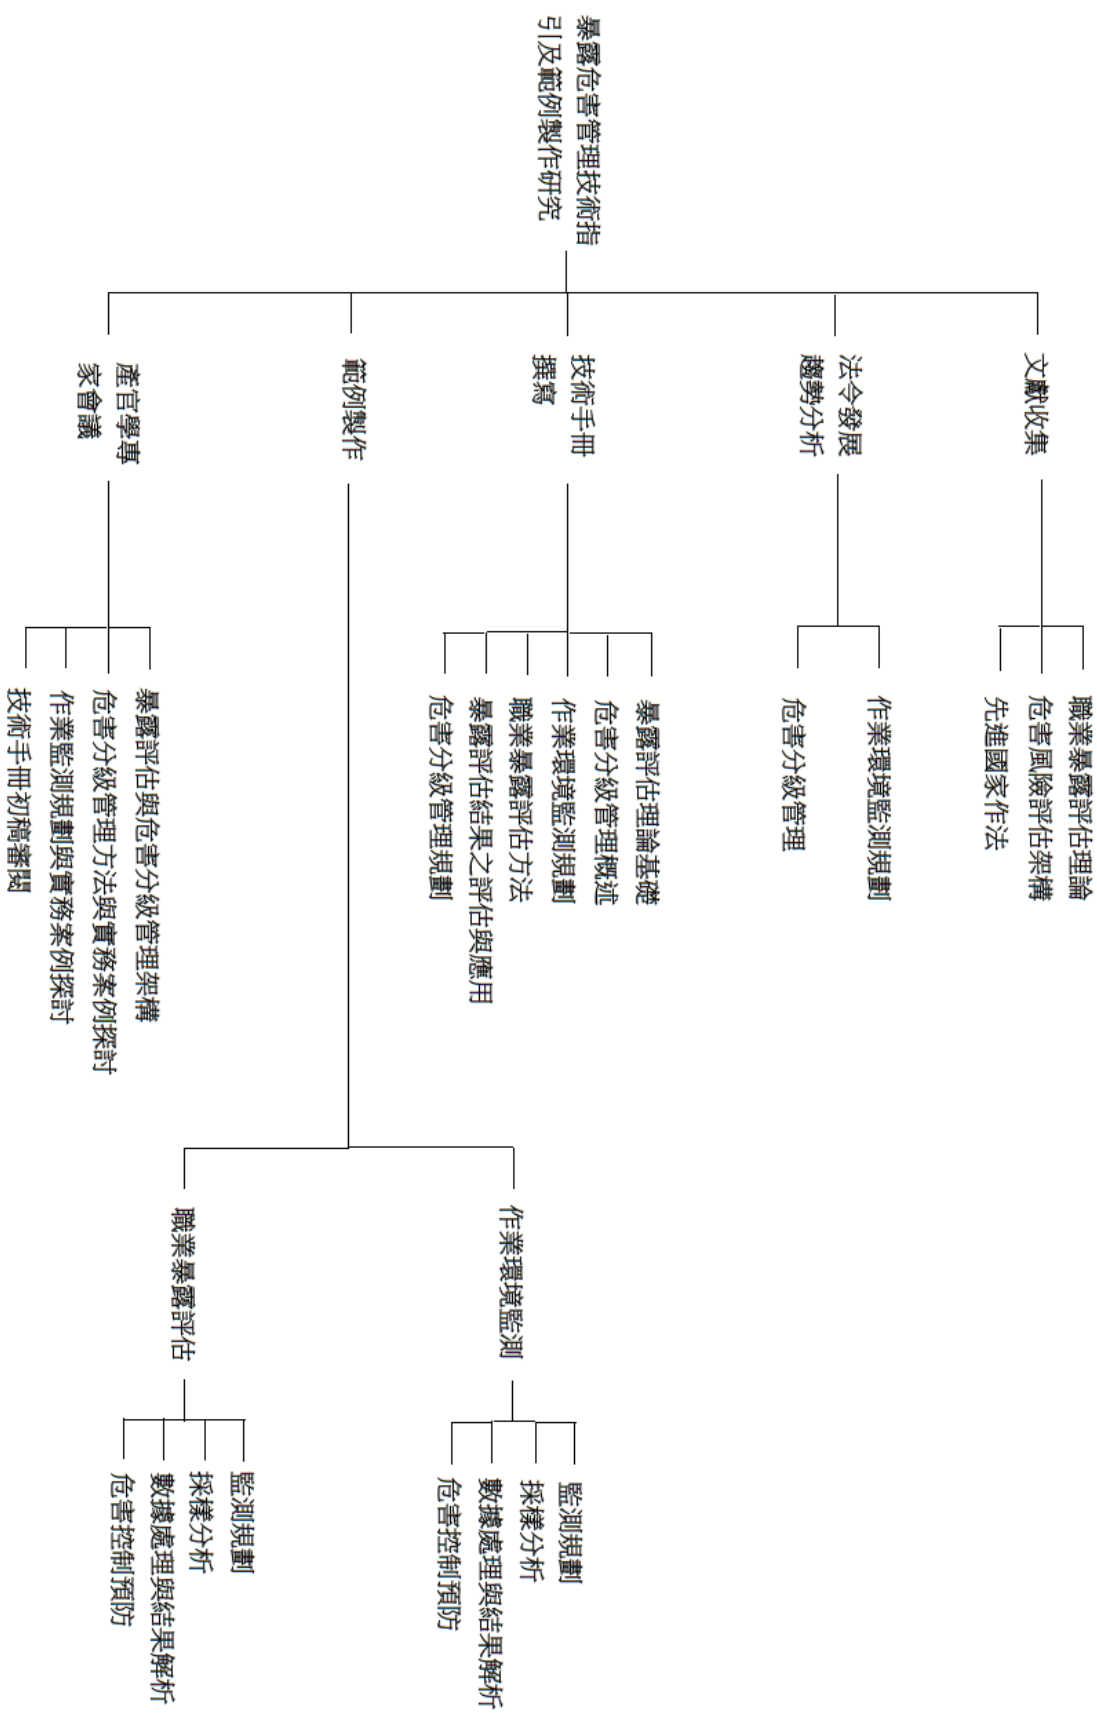 暴露危害管理技術指
引及範例製作研究
文獻收集
職業暴露評估理論
危害風險評估架構
先進國家作法
法令發展
趨勢分析
作業環境監測規劃
危害分級管理
技術手冊
撰寫
暴露評估理論基礎
危害分級管理概述
作業環境監測規劃
職業暴露評估方法
暴露評估結果之評估與應用
危害分級管理規劃
範例製作
作業環境監測
監測規劃
採樣分析
數據處理與結果解析
危害控制預防
職業暴露評估
監測規劃
採樣分析
數據處理與結果解析
危害控制預防
產官學專
家會議
暴露評估與危害分級管理架構
危害分級管理方法與實務案例探討
作業監測規劃與實務案例探討
技術手冊初稿審閱